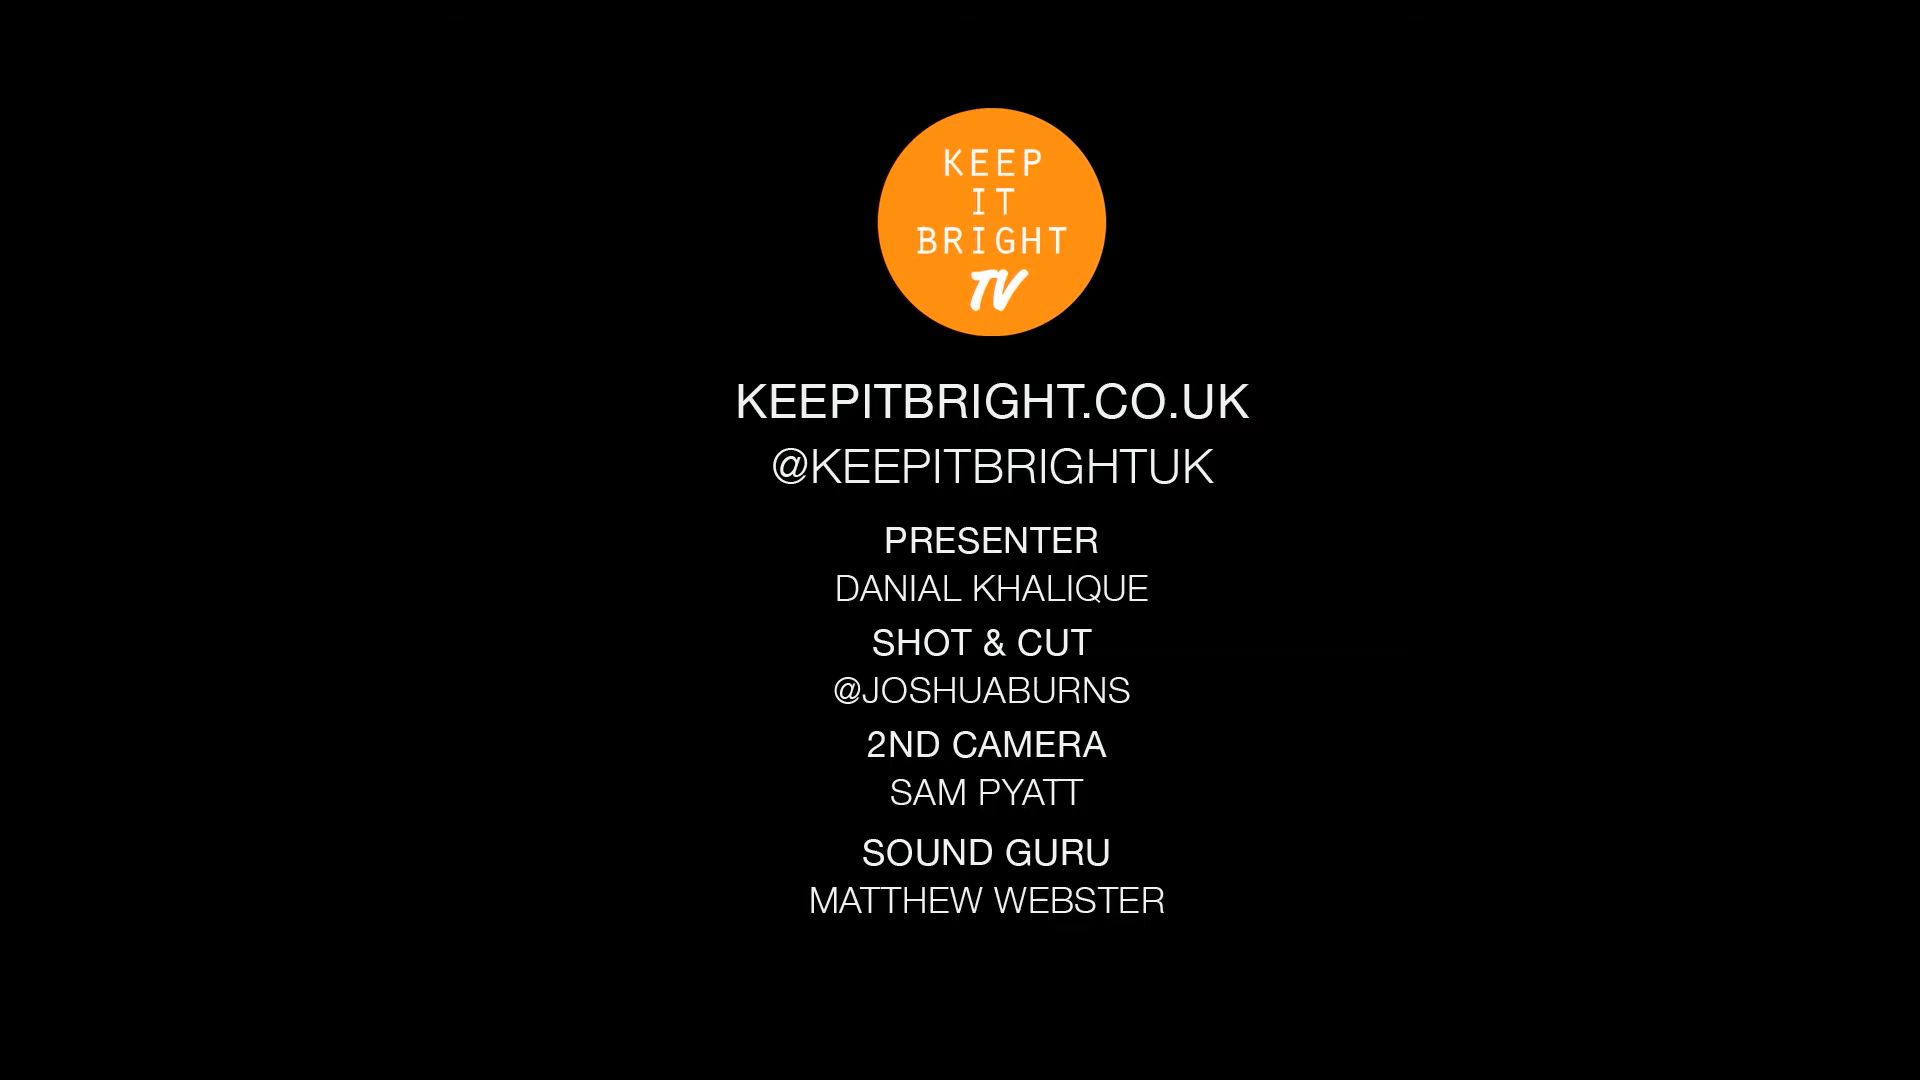 KEEP
IT
BRIGHT
TV
KEEPITBRIGHT.CO.UK
@KEEPITBRIGHTUK
PRESENTER
DANIAL KHALIQUE
SHOT & CUT
@JOSHUABURNS
2ND CAMERA
SAM PYATT
SOUND GURU
MATTHEW WEBSTER